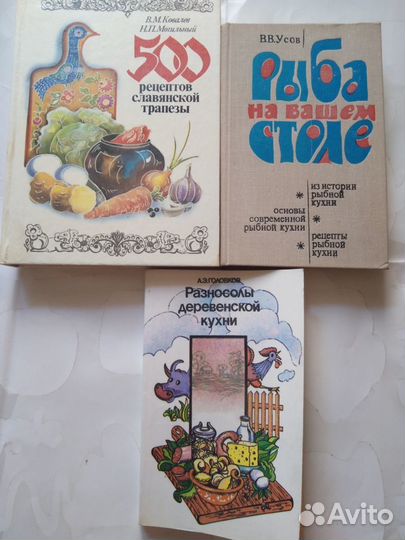 В.М.Ковалев
Н.П.Могильный
500
рецептов
славянской
трапезы
В.В.Усов
Рыба
на вашем
столе
из истории
рыбной
кухни
основы
современной
рыбной кухни
рецепты
рыбной
кухни
А.Э.ГОЛОВКОВ
Разносолы
деревенской
кухни
Avito